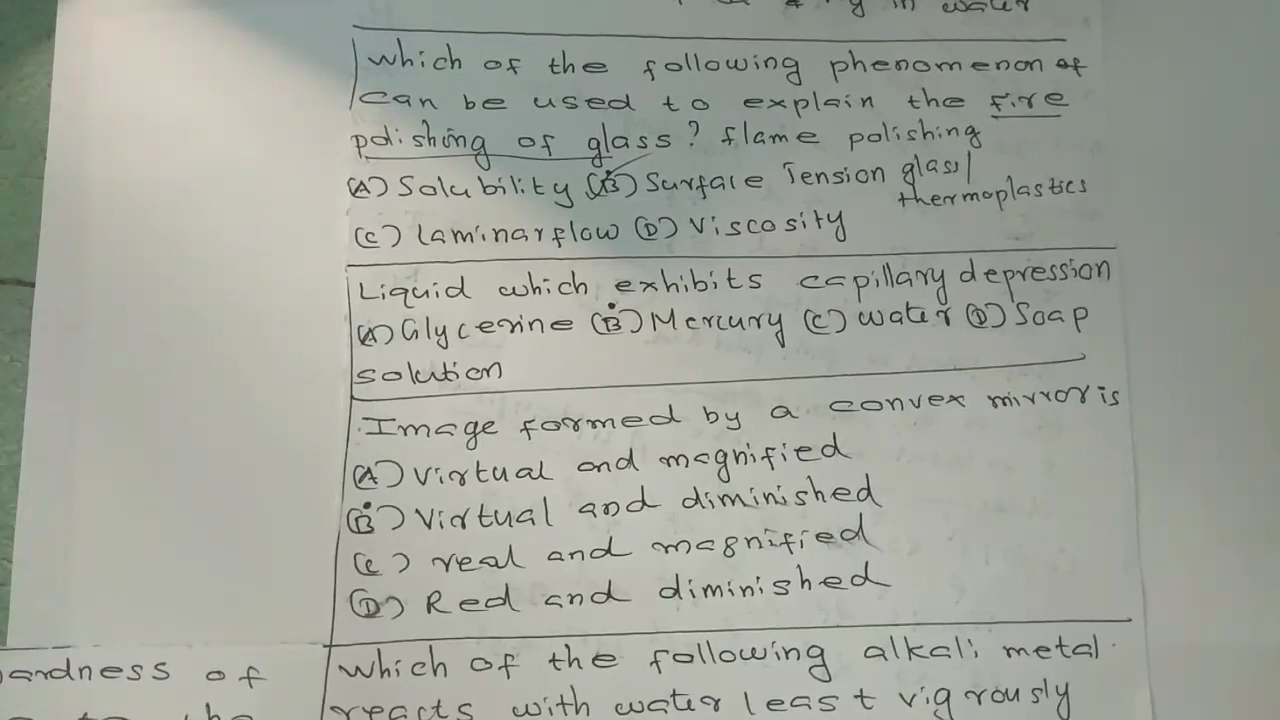 in water
which of the following phenomenon of
can be used to explain the fire
polishing of glass? flame polishing
(A) Solubility (B) Surface Tension glass/
thermoplastics
(C) laminarflow (D) Viscosity
Liquid which exhibits capillary depression
(A) Glycerine (B) Mercury (C) water (D) Soap
solution
Image formed by a convex mirror is
(A) Virtual and magnified
(B) Virtual and diminished
(C) real and magnified
(D) Red and diminished
which of the following alkali metal
reacts with water least vigrously
ardness of